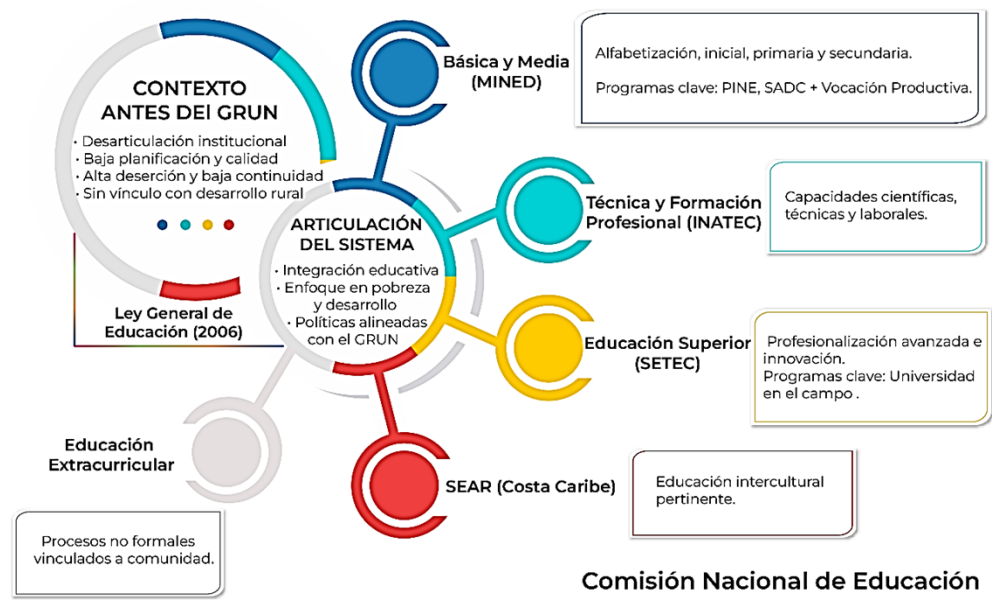 CONTEXTO
ANTES DEl GRUN
· Desarticulación institucional
· Baja planificación y calidad
· Alta deserción y baja continuidad
· Sin vínculo con desarrollo rural
Ley General de
Educación (2006)
ARTICULACIÓN
DEL SISTEMA
· Integración educativa
· Enfoque en pobreza
y desarrollo
· Políticas alineadas
con el GRUN
Básica y Media
(MINED)
Alfabetización, inicial, primaria y secundaria.
Programas clave: PINE, SADC + Vocación Productiva.
Técnica y Formación
Profesional (INATEC)
Capacidades científicas,
técnicas y laborales.
Educación Superior
(SETEC)
Profesionalización avanzada e
innovación.
Programas clave: Universidad
en el campo .
SEAR (Costa Caribe)
Educación intercultural
pertinente.
Educación
Extracurricular
Procesos no formales
vinculados a comunidad.
Comisión Nacional de Educación